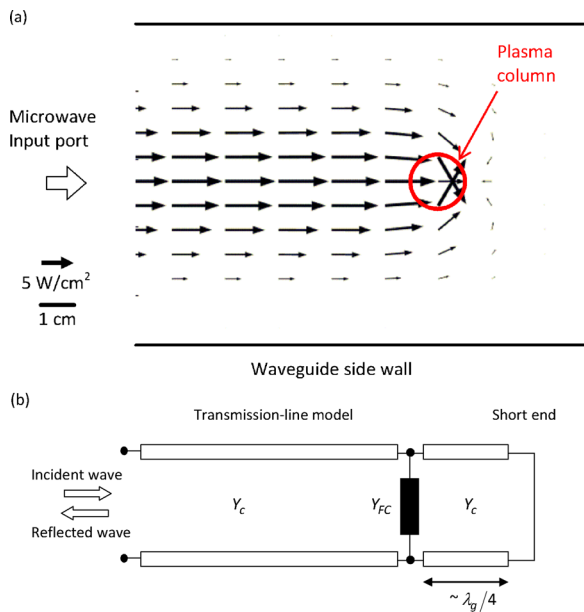 (a)
Plasma
column
Microwave
Input port
5 W/cm²
1 cm
Waveguide side wall
(b)
Transmission-line model
Short end
Incident wave
Reflected wave
Y_c
Y_FC
Y_c
~ λ_g/4